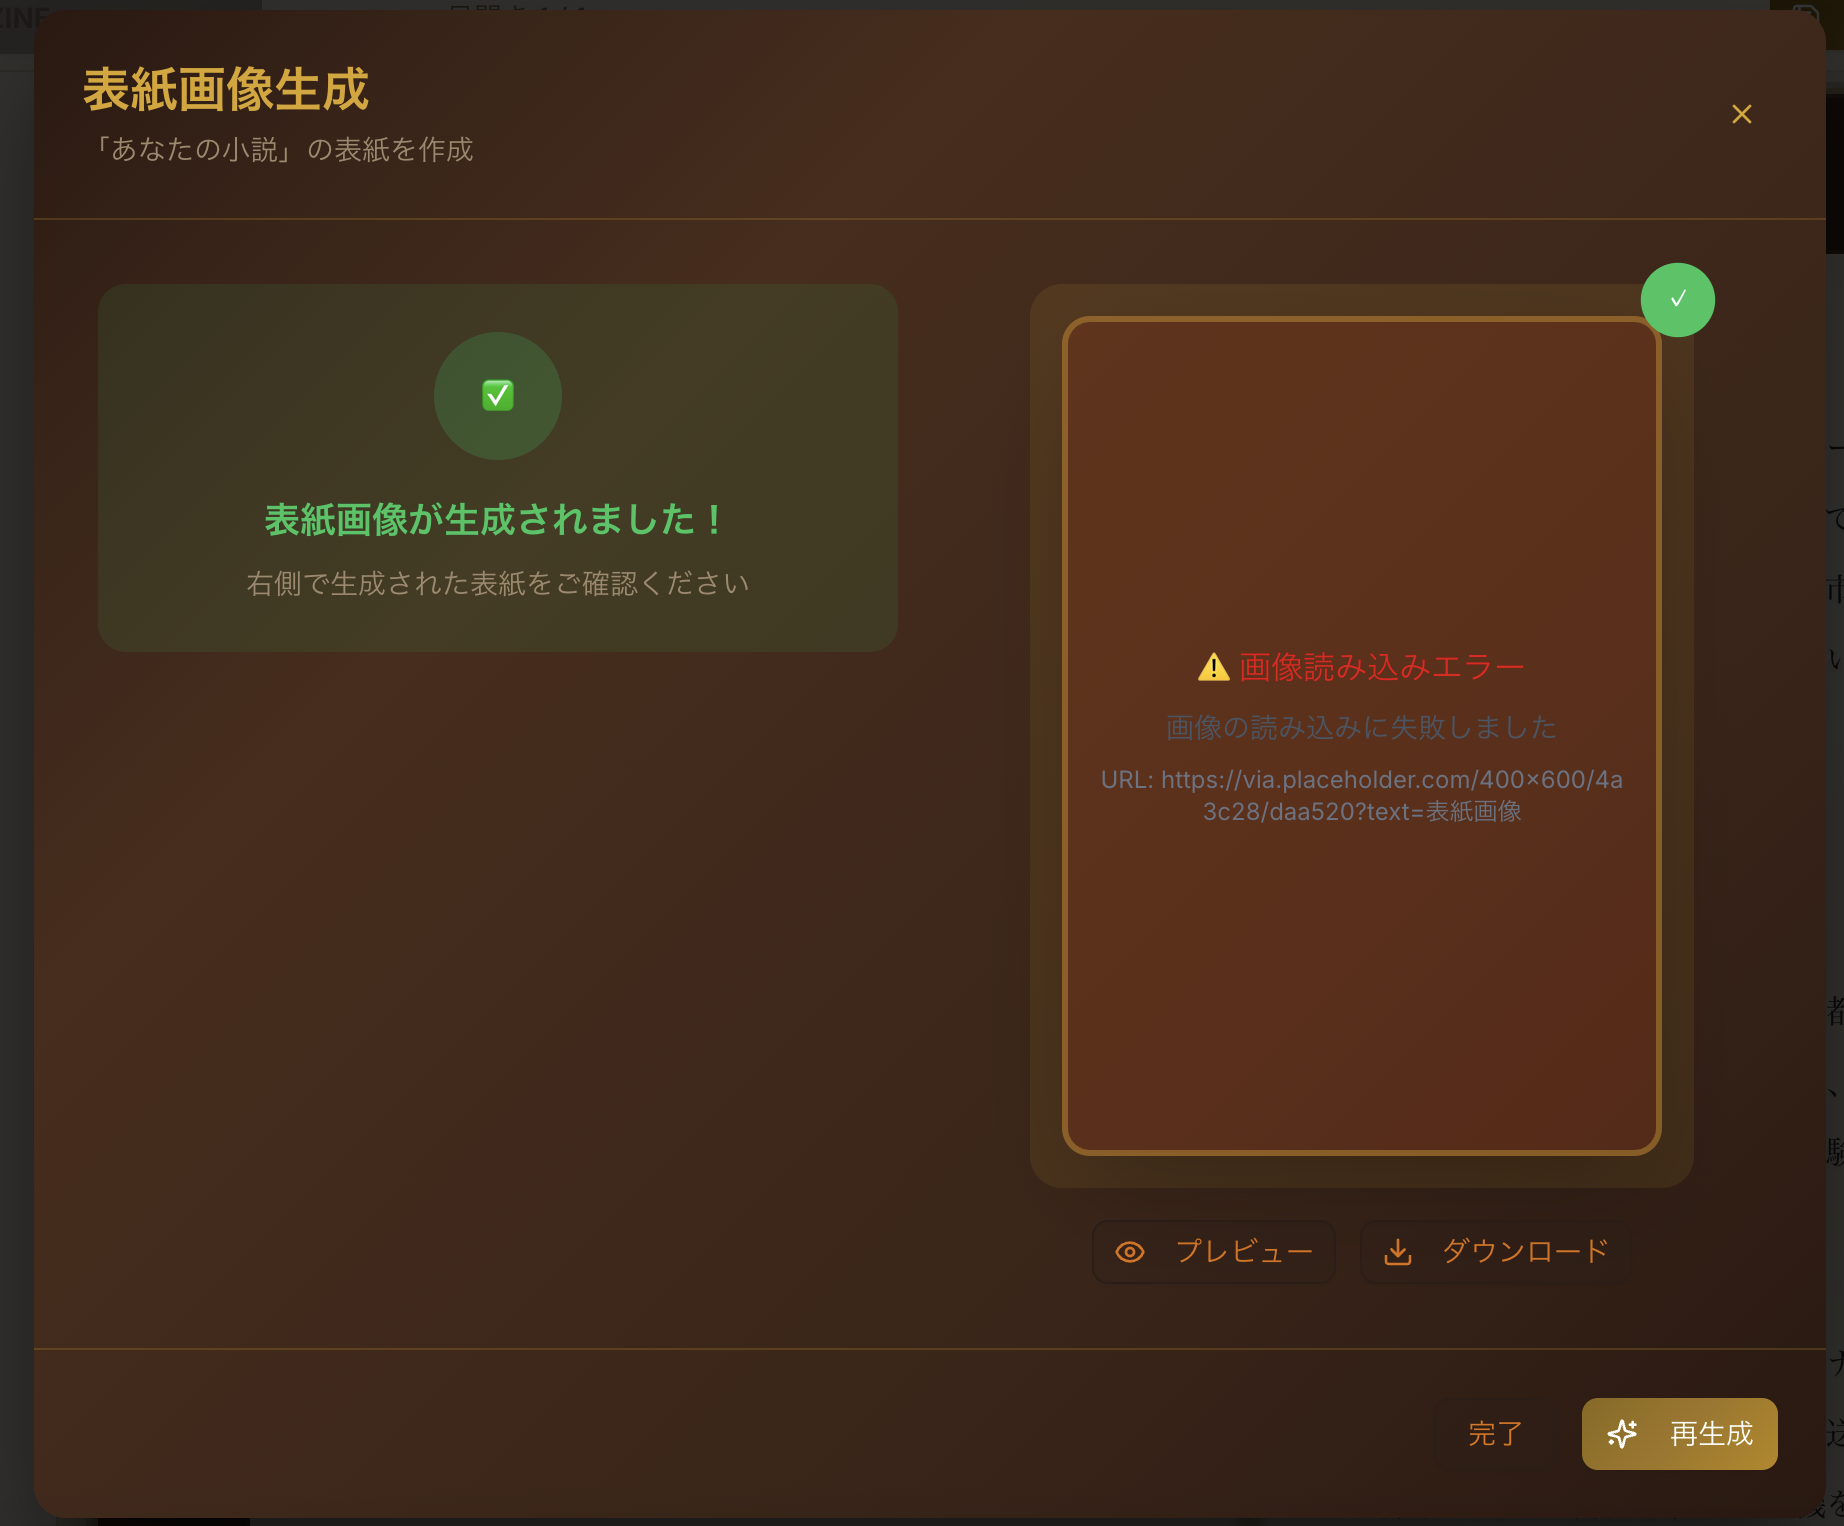 表紙画像生成
「あなたの小説」の表紙を作成
表紙画像が生成されました！
右側で生成された表紙をご確認ください
画像読み込みエラー
画像の読み込みに失敗しました
URL: https://via.placeholder.com/400x600/4a
3c28/daa520?text=表紙画像
プレビュー
ダウンロード
完了
再生成